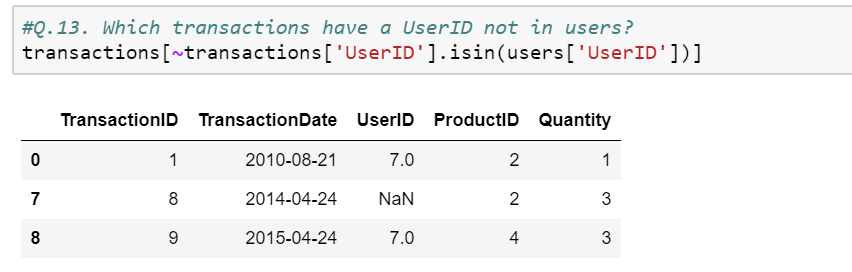 #Q.13. Which transactions have a UserID not in users?
transactions[~transactions['UserID'].isin(users['UserID'])]
TransactionID TransactionDate UserID ProductID Quantity
0 1 2010-08-21 7.0 2 1
7 8 2014-04-24 NaN 2 3
8 9 2015-04-24 7.0 4 3